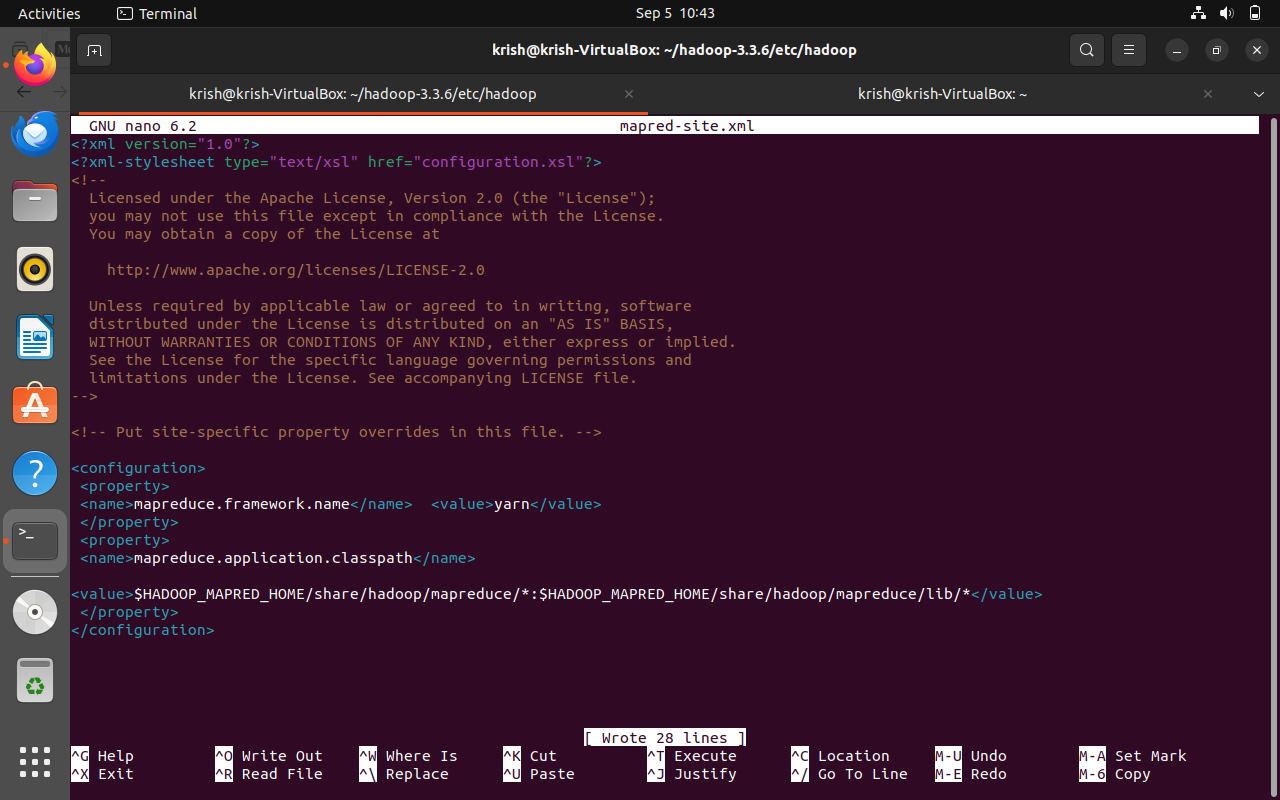 Activities Terminal Sep 5 10:43
krish@krish-VirtualBox: ~/hadoop-3.3.6/etc/hadoop
krish@krish-VirtualBox: ~/hadoop-3.3.6/etc/hadoop krish@krish-VirtualBox: ~
GNU nano 6.2 mapred-site.xml
<?xml version="1.0"?>
<?xml-stylesheet type="text/xsl" href="configuration.xsl"?>
<!--
  Licensed under the Apache License, Version 2.0 (the "License");
  you may not use this file except in compliance with the License.
  You may obtain a copy of the License at

    http://www.apache.org/licenses/LICENSE-2.0

  Unless required by applicable law or agreed to in writing, software
  distributed under the License is distributed on an "AS IS" BASIS,
  WITHOUT WARRANTIES OR CONDITIONS OF ANY KIND, either express or implied.
  See the License for the specific language governing permissions and
  limitations under the License. See accompanying LICENSE file.
-->

<!-- Put site-specific property overrides in this file. -->

<configuration>
 <property>
 <name>mapreduce.framework.name</name>  <value>yarn</value>
 </property>
 <property>
 <name>mapreduce.application.classpath</name>

<value>$HADOOP_MAPRED_HOME/share/hadoop/mapreduce/*:$HADOOP_MAPRED_HOME/share/hadoop/mapreduce/lib/*</value>
 </property>
</configuration>
[ Wrote 28 lines ]
^G Help ^O Write Out ^W Where Is ^K Cut ^T Execute ^C Location M-U Undo M-A Set Mark
^X Exit ^R Read File ^\ Replace ^U Paste ^J Justify ^/ Go To Line M-E Redo M-6 Copy